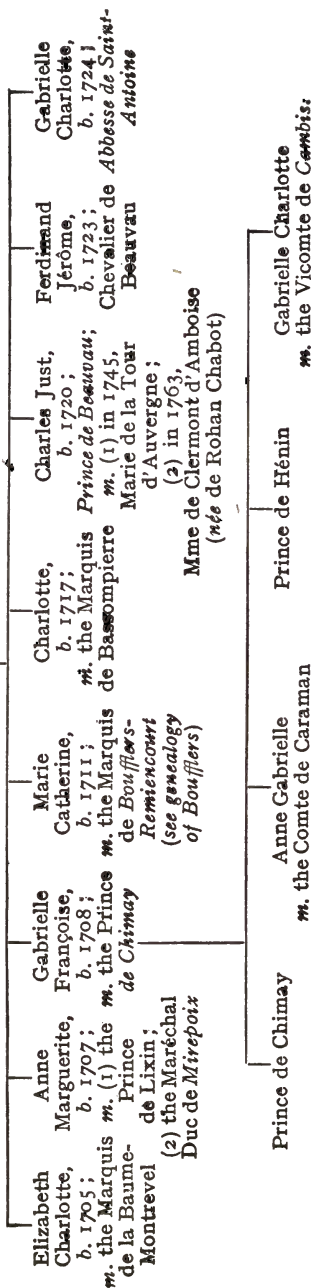 Elizabeth
Charlotte,
b. 1705;
m. the Marquis
de la Baume-
Montrevel
Anne
Marguerite,
b. 1707;
m. (1) the
Prince
de Lixin;
(2) the Maréchal
Duc de Mirepoix
Gabrielle
Françoise,
b. 1708;
m. the Prince
de Chimay
Marie
Catherine,
b. 1711;
m. the Marquis
de Boufflers-
Remiencourt
(see genealogy
of Boufflers)
Charlotte,
b. 1717;
m. the Marquis
de Bassompierre
Charles Just,
b. 1720;
Prince de Beauvau;
m. (1) in 1745,
Marie de la Tour
d'Auvergne;
(2) in 1763,
Mme de Clermont d'Amboise
(née de Rohan Chabot)
Ferdinand
Jérôme,
b. 1723;
Chevalier de
Beauvau
Gabrielle
Charlotte,
b. 1724;
Abbesse de Saint-
Antoine
Prince de Chimay
Anne Gabrielle
m. the Comte de Caraman
Prince de Hénin
Gabrielle Charlotte
m. the Vicomte de Cambis.